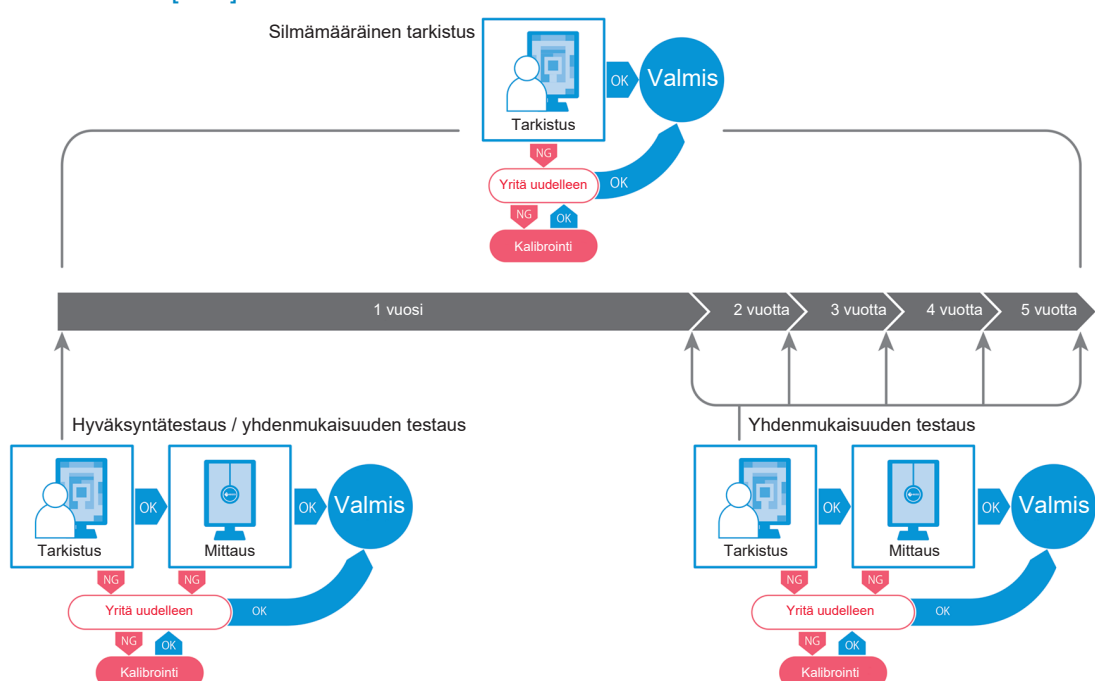 Silmämääräinen tarkistus
OK
Valmis
Tarkistus
NG
Yritä uudelleen
OK
NG
OK
Kalibrointi
1 vuosi
2 vuotta
3 vuotta
4 vuotta
5 vuotta
Hyväksyntätestaus / yhdenmukaisuuden testaus
OK
OK
Valmis
Tarkistus
Mittaus
NG
NG
Yritä uudelleen
OK
NG
OK
Kalibrointi
Yhdenmukaisuuden testaus
OK
OK
Valmis
Tarkistus
Mittaus
NG
NG
Yritä uudelleen
OK
NG
OK
Kalibrointi